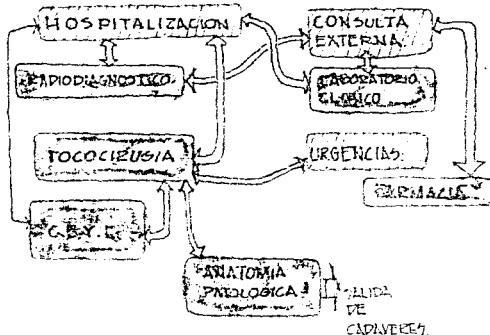 HOSPITALIZACION
CONSULTA
EXTERNA.
RADIODIAGNOSTICO.
LABORATORIO
CLINICO.
TOCOCIRUGIA
URGENCIAS.
FARMACIA
C.E.Y.E.
ANATOMIA
PATOLOGICA
SALIDA
DE
CADAVERES.